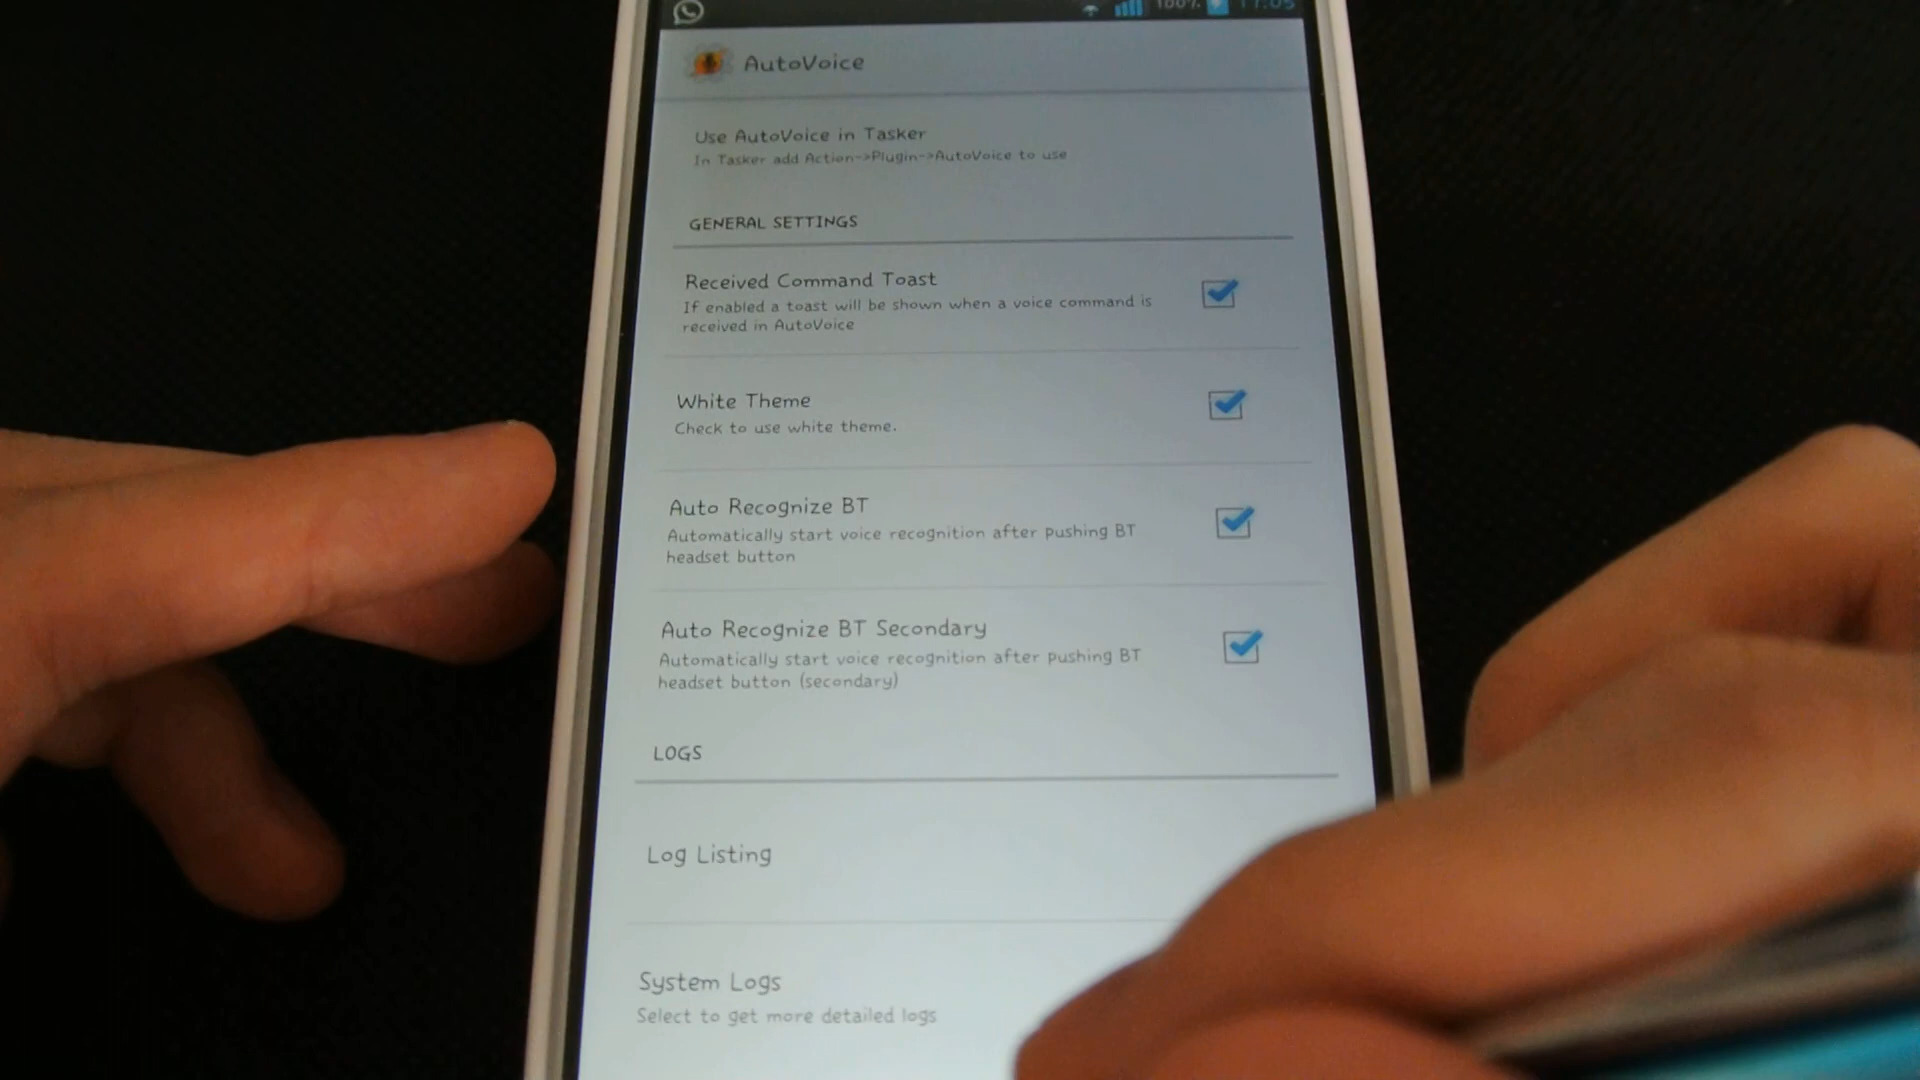 100% 17:05
AutoVoice
Use AutoVoice in Tasker
In Tasker add Action->Plugin->AutoVoice to use
GENERAL SETTINGS
Received Command Toast
If enabled a toast will be shown when a voice command is
received in AutoVoice
White Theme
Check to use white theme.
Auto Recognize BT
Automatically start voice recognition after pushing BT
headset button
Auto Recognize BT Secondary
Automatically start voice recognition after pushing BT
headset button (secondary)
LOGS
Log Listing
System Logs
Select to get more detailed logs